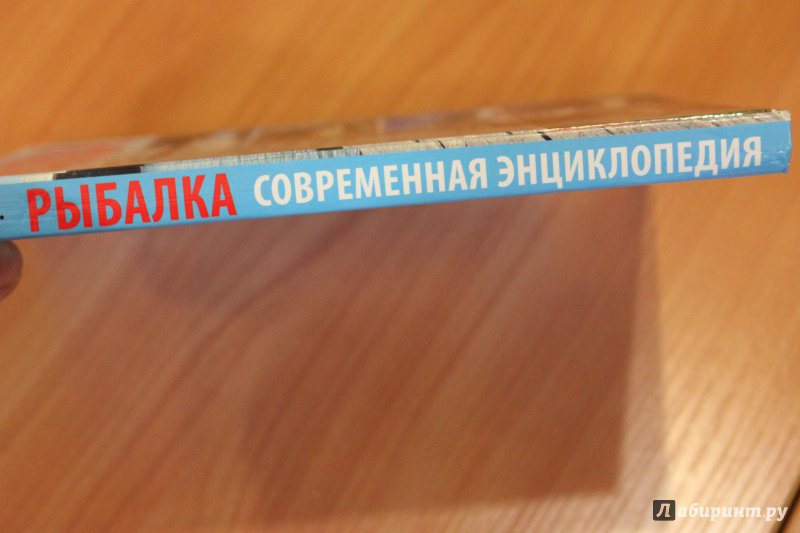 РЫБАЛКА СОВРЕМЕННАЯ ЭНЦИКЛОПЕДИЯ
Лабиринт.ру